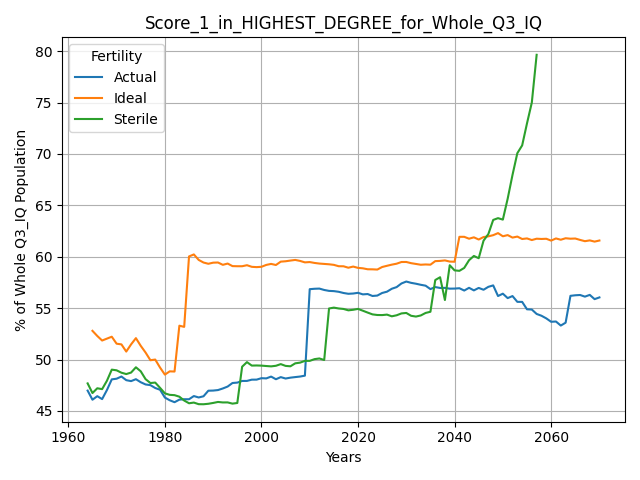 Score_1_in_HIGHEST_DEGREE_for_Whole_Q3_IQ
Fertility
Actual
Ideal
Sterile
% of Whole Q3_IQ Population
80
75
70
65
60
55
50
45
1960
1980
2000
2020
2040
2060
Years